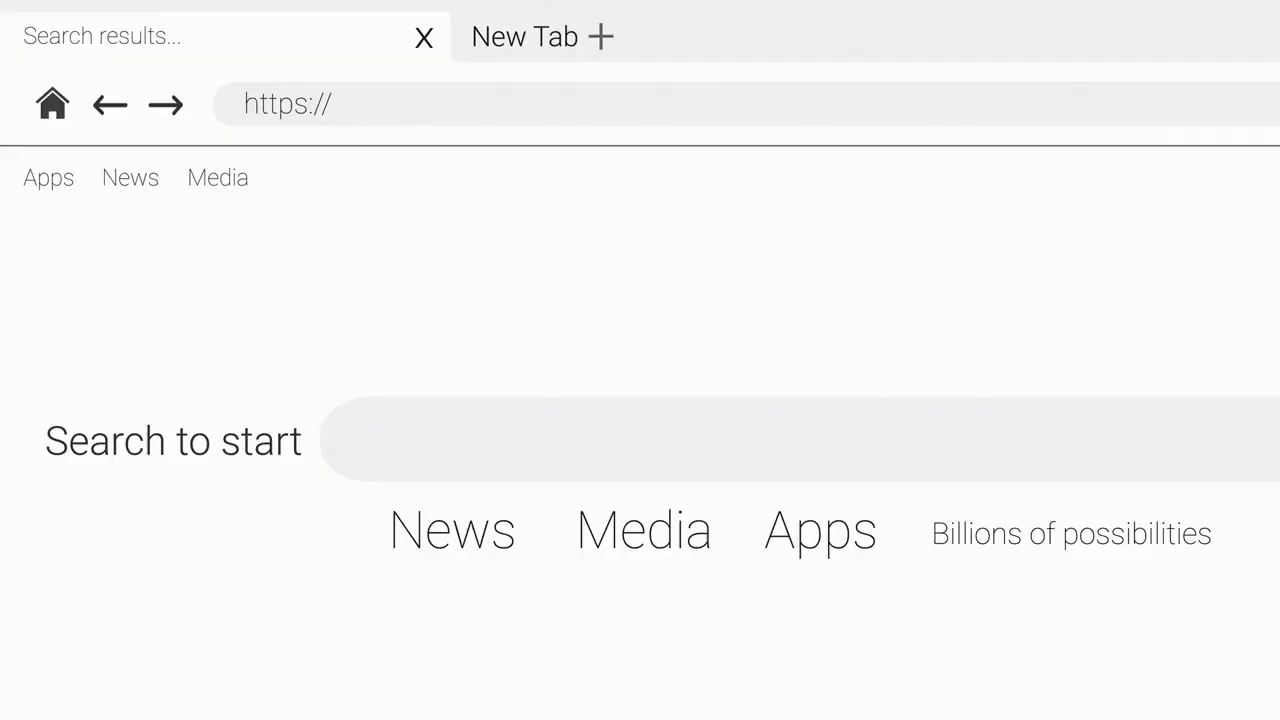 Search results... X New Tab +
https://
Apps News Media
Search to start
News Media Apps Billions of possibilities